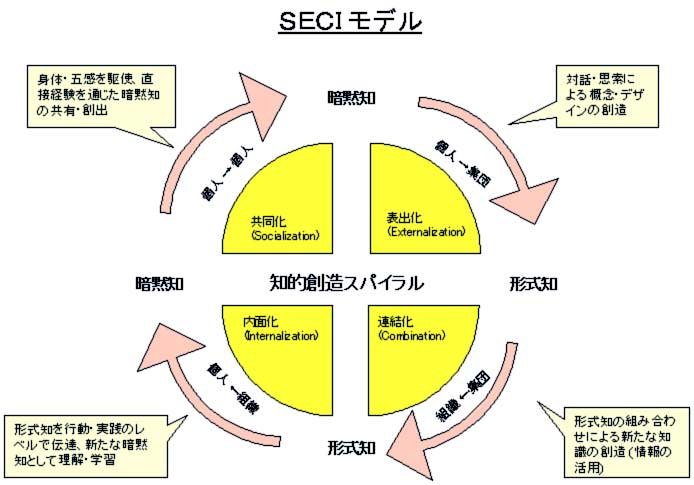 SECIモデル
身体・五感を駆使、直
接経験を通じた暗黙知
の共有・創出
暗黙知
対話・思索に
よる概念・デザ
インの創造
個人→個人
個人→集団
共同化
(Socialization)
表出化
(Externalization)
暗黙知
知的創造スパイラル
形式知
内面化
(Internalization)
連結化
(Combination)
個人←組織
組織←集団
形式知を行動・実践のレ
ベルで伝達、新たな暗黙
知として理解・学習
形式知
形式知の組み合わ
せによる新たな知
識の創造(情報の
活用)